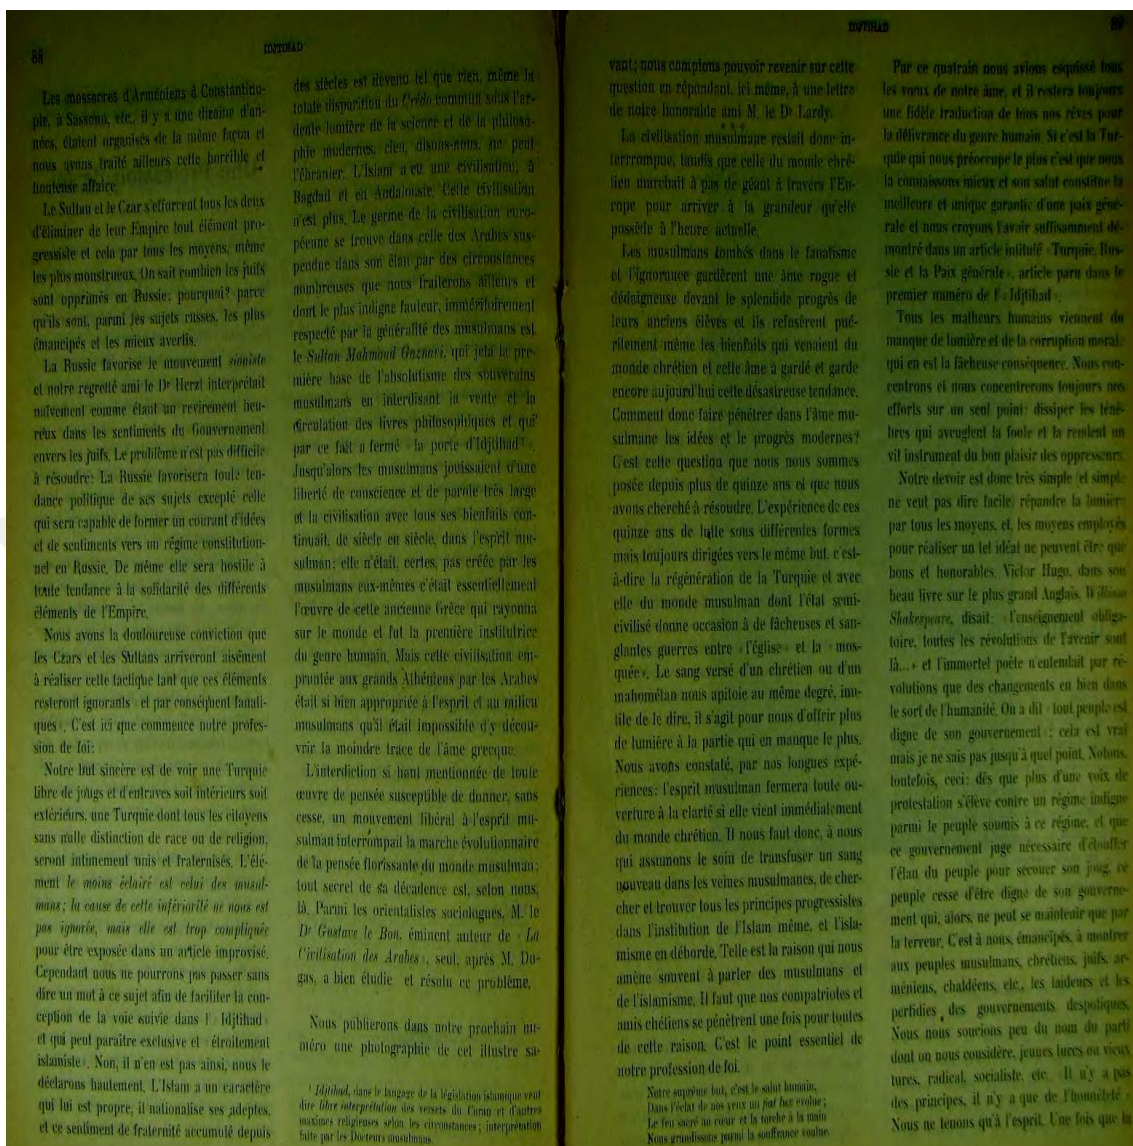 88
IDJTIHAD
Les massacres d'Arméniens à Constantino-
ple, à Sassoun, etc., il y a une dizaine d'an-
nées, étaient organisés de la même façon et
nous avons traité ailleurs cette horrible et
honteuse affaire.
Le Sultan et le Czar s'efforcent tous les deux
d'éliminer de leur Empire tout élément pro-
gressiste et cela par tous les moyens, même
les plus monstrueux. On sait combien les juifs
sont opprimés en Russie; pourquoi? parce
qu'ils sont, parmi les sujets russes, les plus
émancipés et les mieux avertis.
La Russie favorise le mouvement sioniste
et notre regretté ami le Dr Herzl interprétait
naïvement comme étant un revirement heu-
reux dans les sentiments du Gouvernement
envers les juifs. Le problème n'est pas difficile
à résoudre: La Russie favorisera toute ten-
dance politique de ses sujets excepté celle
qui sera capable de former un courant d'idées
et de sentiments vers un régime constitution-
nel en Russie. De même elle sera hostile à
toute tendance à la solidarité des différents
éléments de l'Empire.
Nous avons la douloureuse conviction que
les Czars et les Sultans arriveront aisément
à réaliser cette tactique tant que ces éléments
resteront ignorants « et par conséquent fanati-
ques ». C'est ici que commence notre profes-
sion de foi:
Notre but sincère est de voir une Turquie
libre de jougs et d'entraves soit intérieurs soit
extérieurs, une Turquie dont tous les citoyens
sans nulle distinction de race ou de religion,
seront intimement unis et fraternisés. L'élé-
ment le moins éclairé est celui des musul-
mans; la cause de cette infériorité ne nous est
pas ignorée, mais elle est trop compliquée
pour être exposée dans un article improvisé.
Cependant nous ne pourrons pas passer sans
dire un mot à ce sujet afin de faciliter la con-
ception de la voie suivie dans l'« Idjtihad »
et qui peut paraître exclusive et « étroitement
islamiste ». Non, il n'en est pas ainsi, nous le
déclarons hautement. L'Islam a un caractère
qui lui est propre, il nationalise ses adeptes,
et ce sentiment de fraternité accumulé depuis
des siècles est devenu tel que rien, même la
totale disparition du Crédo commun sous l'ar-
dente lumière de la science et de la philoso-
phie modernes, rien, disons-nous, ne peut
l'ébranler. L'Islam a eu une civilisation, à
Bagdad et en Andalousie. Cette civilisation
n'est plus. Le germe de la civilisation euro-
péenne se trouve dans celle des Arabes sus-
pendue dans son élan par des circonstances
nombreuses que nous traiterons ailleurs et
dont le plus indigne fauteur, imméritoirement
respecté par la généralité des musulmans est
le Sultan Mahmoud Gaznavi, qui jeta la pre-
mière base de l'absolutisme des souverains
musulmans en interdisant la vente et la
circulation des livres philosophiques et qui
par ce fait a fermé « la porte d'Idjtihad »¹.
Jusqu'alors les musulmans jouissaient d'une
liberté de conscience et de parole très large
et la civilisation avec tous ses bienfaits con-
tinuait, de siècle en siècle, dans l'esprit mu-
sulman; elle n'était, certes, pas créée par les
musulmans eux-mêmes c'était essentiellement
l'œuvre de cette ancienne Grèce qui rayonna
sur le monde et fut la première institutrice
du genre humain. Mais cette civilisation em-
pruntée aux grands Athéniens par les Arabes
était si bien appropriée à l'esprit et au milieu
musulmans qu'il était impossible d'y décou-
vrir la moindre trace de l'âme grecque.
L'interdiction si haut mentionnée de toute
œuvre de pensée susceptible de donner, sans
cesse, un mouvement libéral à l'esprit mu-
sulman interrompait la marche évolutionnaire
de la pensée florissante du monde musulman;
tout secret de sa décadence est, selon nous,
là. Parmi les orientalistes sociologues, M. le
Dr Gustave le Bon, éminent auteur de « La
Civilisation des Arabes », seul, après M. Du-
gas, a bien étudié et résolu ce problème.
Nous publierons dans notre prochain nu-
méro une photographie de cet illustre sa-
¹ Idjtihad, dans le langage de la législation islamique veut
dire libre interprétation des versets du Coran et d'autres
maximes religieuses selon les circonstances; interprétation
faite par les Docteurs musulmans.
IDJTIHAD
89
vant; nous comptons pouvoir revenir sur cette
question en répondant, ici même, à une lettre
de notre honorable ami M. le Dr Lardy.
La civilisation musulmane restait donc in-
terrrompue, tandis que celle du monde chré-
tien marchait à pas de géant à travers l'Eu-
rope pour arriver à la grandeur qu'elle
possède à l'heure actuelle.
Les musulmans tombés dans le fanatisme
et l'ignorance gardèrent une âme rogue et
dédaigneuse devant le splendide progrès de
leurs anciens élèves et ils refusèrent pué-
rilement même les bienfaits qui venaient du
monde chrétien et cette âme à gardé et garde
encore aujourd'hui cette désastreuse tendance.
Comment donc faire pénétrer dans l'âme mu-
sulmane les idées et le progrès modernes?
C'est cette question que nous nous sommes
posée depuis plus de quinze ans et que nous
avons cherché à résoudre. L'expérience de ces
quinze ans de lutte sous différentes formes
mais toujours dirigées vers le même but, c'est-
à-dire la régénération de la Turquie et avec
elle du monde musulman dont l'état semi-
civilisé donne occasion à de fâcheuses et san-
glantes guerres entre « l'église » et la « mos-
quée ». Le sang versé d'un chrétien ou d'un
mahométan nous apitoie au même degré, inu-
tile de le dire, il s'agit pour nous d'offrir plus
de lumière à la partie qui en manque le plus.
Nous avons constaté, par nos longues expé-
riences: l'esprit musulman fermera toute ou-
verture à la clarté si elle vient immédiatement
du monde chrétien. Il nous faut donc, à nous
qui assumons le soin de transfuser un sang
nouveau dans les veines musulmanes, de cher-
cher et trouver tous les principes progressistes
dans l'institution de l'Islam même, et l'isla-
misme en déborde. Telle est la raison qui nous
amène souvent à parler des musulmans et
de l'islamisme. Il faut que nos compatriotes et
amis chétiens se pénètrent une fois pour toutes
de cette raison. C'est le point essentiel de
notre profession de foi.
Notre suprême but, c'est le salut humain,
Dans l'éclat de nos yeux un fiat lux évolue;
Le feu sacré au cœur et la torche à la main
Nous grandissons parmi la souffrance voulue.
Par ce quatrain nous avions esquissé tous
les vœux de notre âme, et il restera toujours
une fidèle traduction de tous nos rêves pour
la délivrance du genre humain. Si c'est la Tur-
quie qui nous préoccupe le plus c'est que nous
la connaissons mieux et son salut constitue la
meilleure et unique garantie d'une paix géné-
rale et nous croyons l'avoir suffisamment dé-
montré dans un article intitulé « Turquie, Rus-
sie et la Paix générale », article paru dans le
premier numéro de l'« Idjtihad ».
Tous les malheurs humains viennent du
manque de lumière et de la corruption moral,
qui en est la fâcheuse conséquence. Nous con-
centrons et nous concentrerons toujours nos
efforts sur un seul point: dissiper les ténè-
bres qui aveuglent la foule et la rendent un
vil instrument du bon plaisir des oppresseurs.
Notre devoir est donc très simple et simple
ne veut pas dire facile, répandre la lumière
par tous les moyens, et, les moyens employés
pour réaliser un tel idéal ne peuvent être que
bons et honorables. Victor Hugo, dans son
beau livre sur le plus grand Anglais, William
Shakespeare, disait: « l'enseignement obliga-
toire, toutes les révolutions de l'avenir sont
là... » et l'immortel poète n'entendait par ré-
volutions que des changements en bien dans
le sort de l'humanité. On a dit « tout peuple est
digne de son gouvernement »; cela est vrai
mais je ne sais pas jusqu'à quel point. Notons,
toutefois, ceci: dès que plus d'une voix de
protestation s'élève contre un régime indigne
parmi le peuple soumis à ce régime, et que
ce gouvernement juge nécessaire d'étouffer
l'élan du peuple pour secouer son joug, ce
peuple cesse d'être digne de son gouverne-
ment qui, alors, ne peut se maintenir que par
la terreur. C'est à nous, émancipés, à montrer
aux peuples musulmans, chrétiens, juifs, ar-
méniens, chaldéens, etc., les laideurs et les
perfidies des gouvernements despotiques.
Nous nous soucions peu du nom du parti
dont on nous considère, jeunes turcs ou vieux
turcs, radical, socialiste, etc. Il n'y a pas
des principes, il n'y a que de l'honnêteté.
Nous ne tenons qu'à l'esprit. Une fois que la